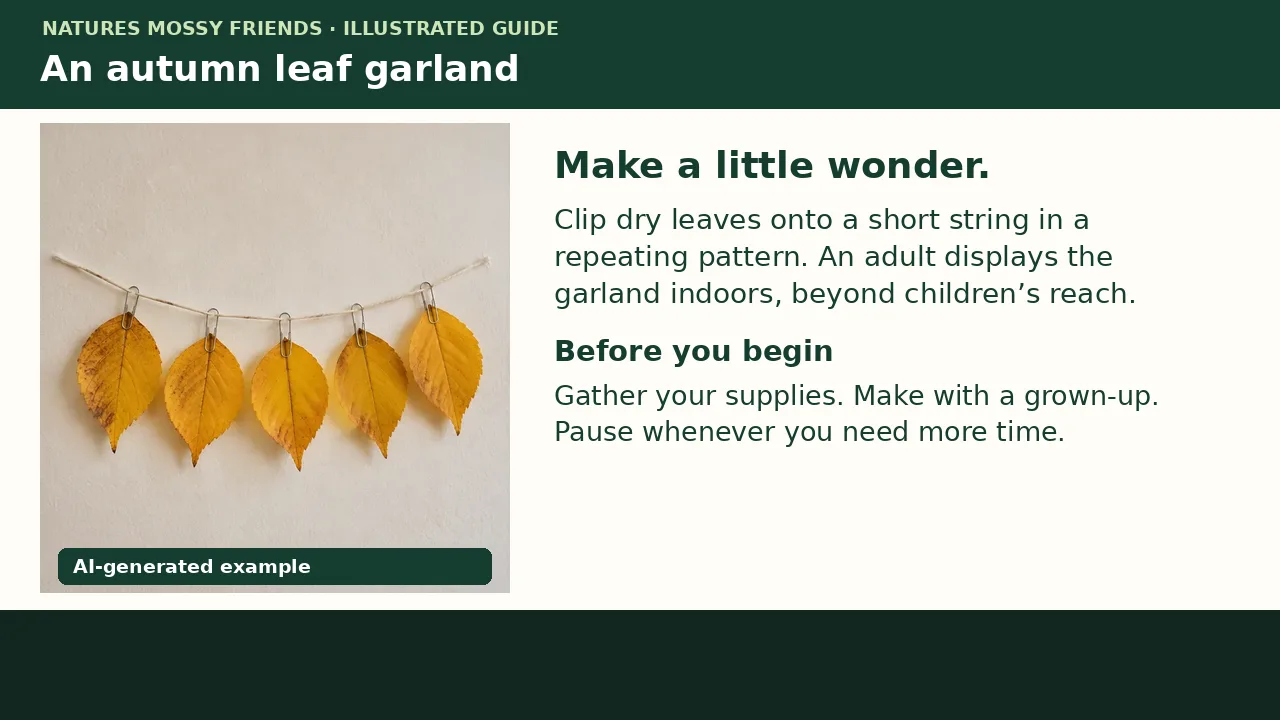 NATURES MOSSY FRIENDS · ILLUSTRATED GUIDE
An autumn leaf garland
Make a little wonder.
Clip dry leaves onto a short string in a
repeating pattern. An adult displays the
garland indoors, beyond children’s reach.
Before you begin
Gather your supplies. Make with a grown-up.
Pause whenever you need more time.
AI-generated example